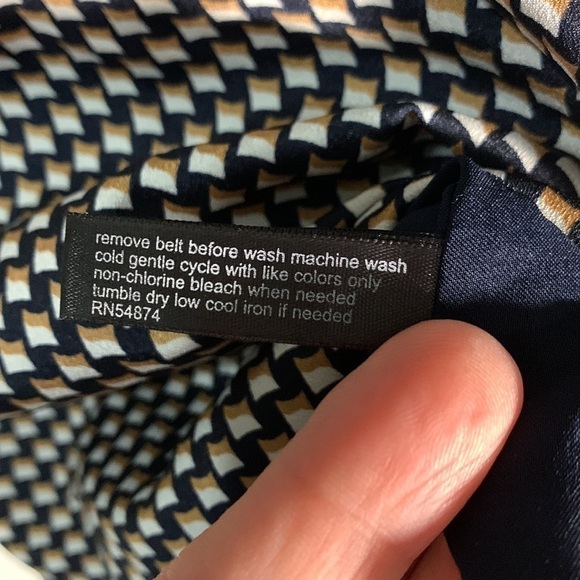 remove belt before wash machine wash
cold gentle cycle with like colors only
non-chlorine bleach when needed
tumble dry low cool iron if needed
RN54874